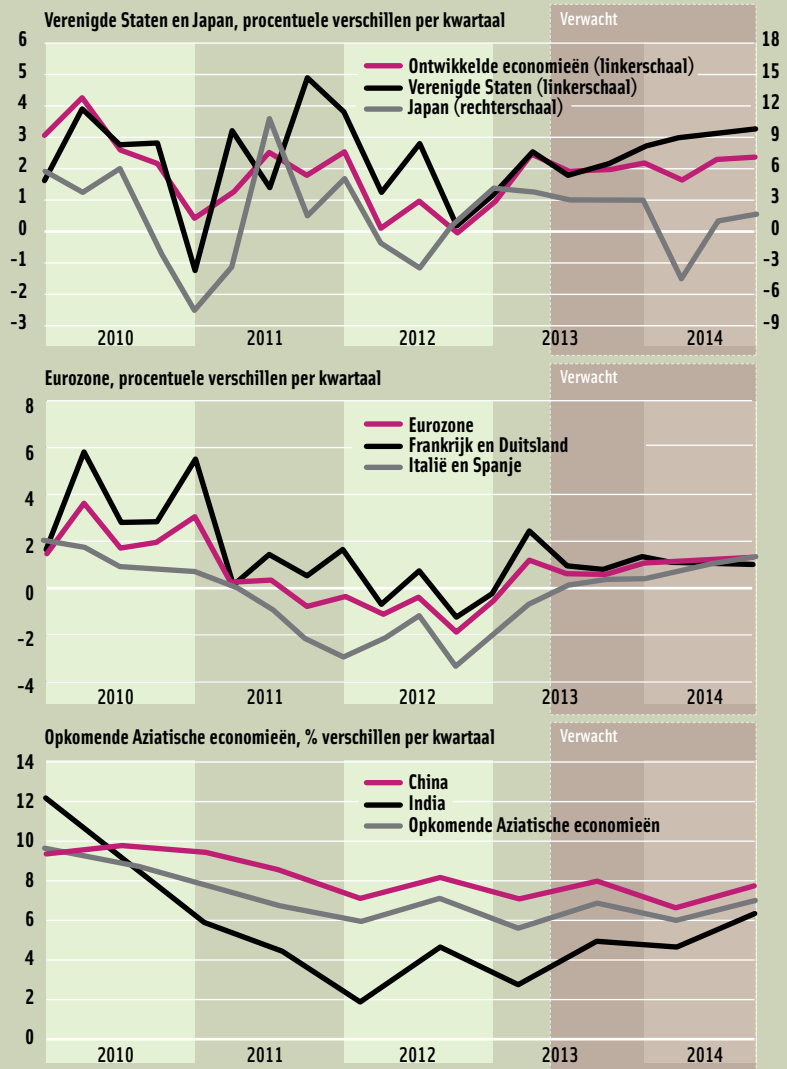 Verenigde Staten en Japan, procentuele verschillen per kwartaal
Verwacht
6
5
4
3
2
1
0
-1
-2
-3
18
15
12
9
6
3
0
-3
-6
-9
Ontwikkelde economieën (linkerschaal)
Verenigde Staten (linkerschaal)
Japan (rechterschaal)
2010 2011 2012 2013 2014
Eurozone, procentuele verschillen per kwartaal
Verwacht
8
6
4
2
0
-2
-4
Eurozone
Frankrijk en Duitsland
Italië en Spanje
2010 2011 2012 2013 2014
Opkomende Aziatische economieën, % verschillen per kwartaal
Verwacht
14
12
10
8
6
4
2
0
China
India
Opkomende Aziatische economieën
2010 2011 2012 2013 2014